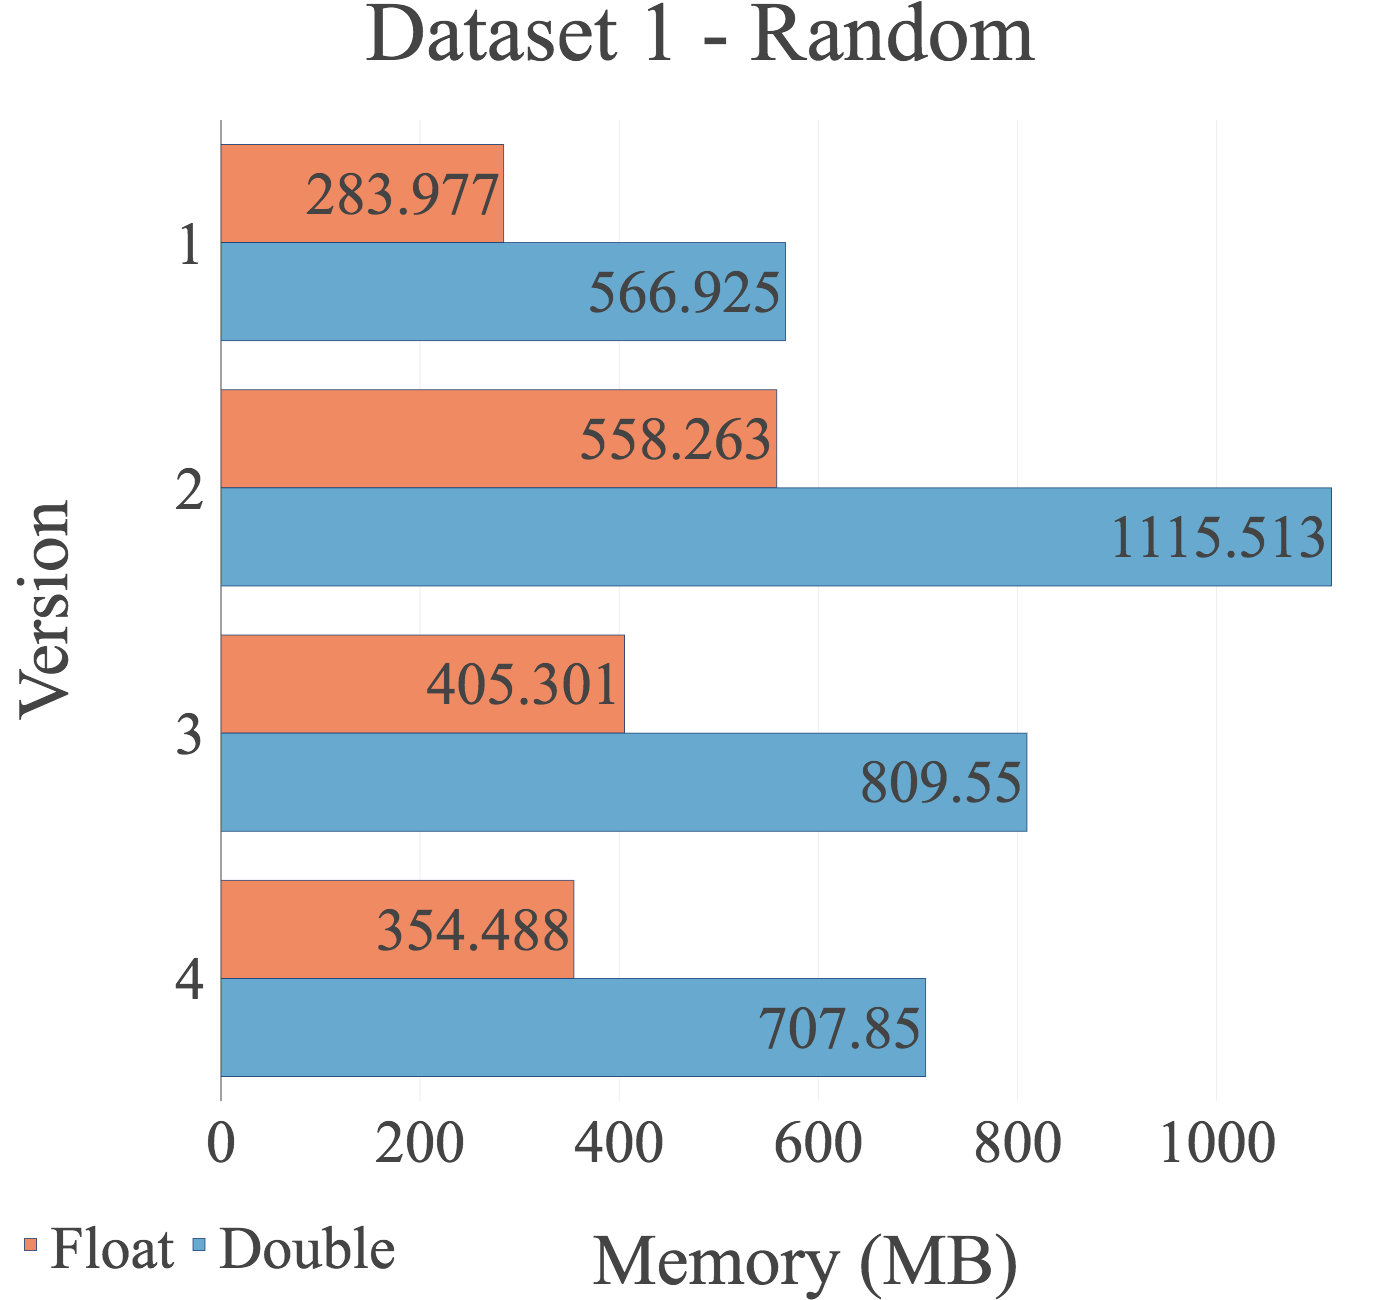 Dataset 1 - Random
283.977
1
566.925
558.263
2
1115.513
405.301
3
809.55
354.488
4
707.85
Version
0 200 400 600 800 1000
Float Double
Memory (MB)